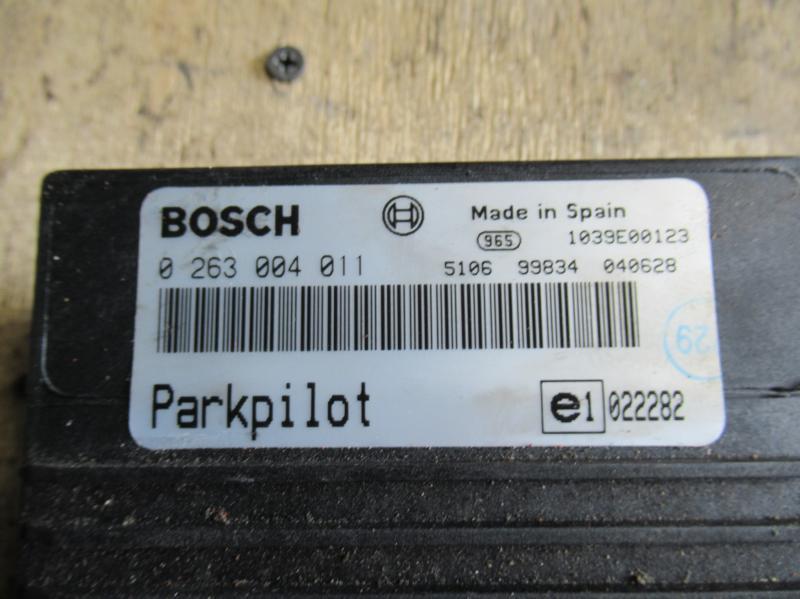 BOSCH Made in Spain
965 1039E00123
0 263 004 011 5106 99834 040628
Parkpilot e1 022282
29